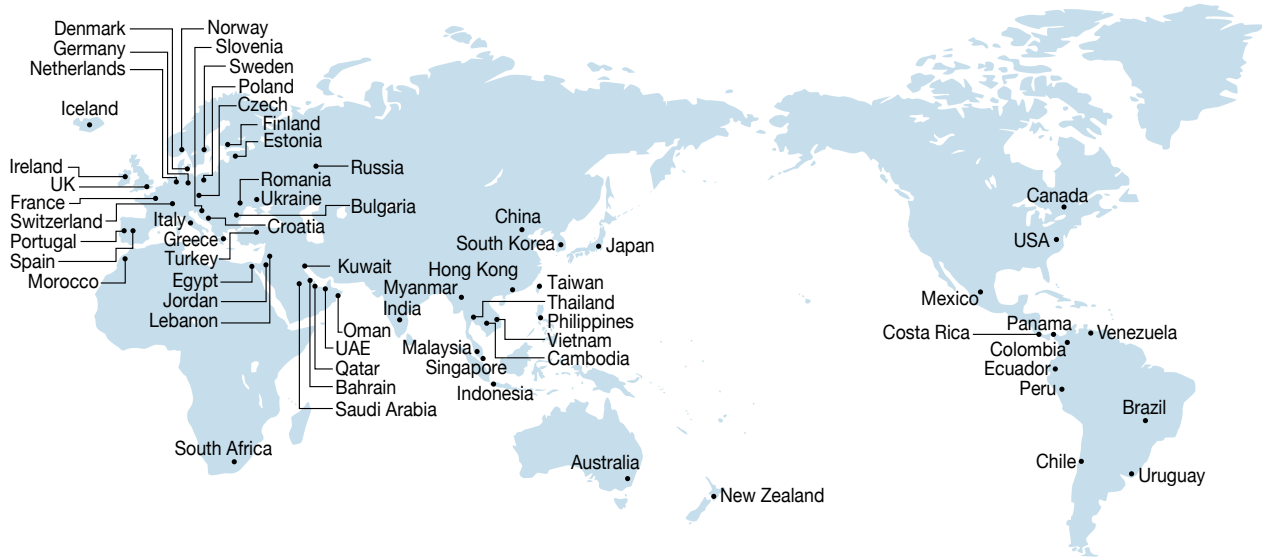 Denmark
Norway
Germany
Slovenia
Netherlands
Sweden
Poland
Iceland
Czech
Finland
Estonia
Ireland
Russia
UK
Romania
France
Ukraine
Bulgaria
Switzerland
Italy
Croatia
Portugal
Greece
Spain
Turkey
Morocco
Egypt
Kuwait
Jordan
Lebanon
Oman
UAE
Qatar
Bahrain
Saudi Arabia
South Africa
China
South Korea
Japan
Hong Kong
Myanmar
Taiwan
India
Thailand
Philippines
Vietnam
Malaysia
Cambodia
Singapore
Indonesia
Australia
New Zealand
Canada
USA
Mexico
Panama
Costa Rica
Venezuela
Colombia
Ecuador
Peru
Brazil
Chile
Uruguay